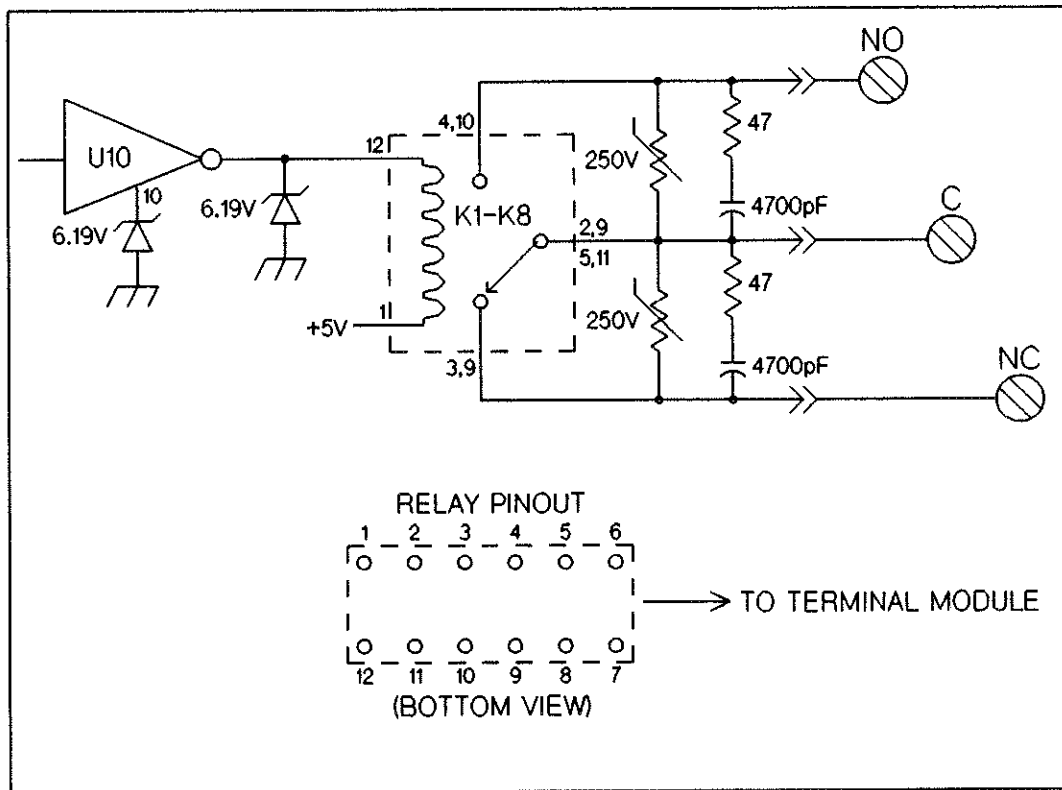 NO
4,10
47
12
U10
250V
10
6.19V
6.19V
K1-K8
4700pF
C
2,9
5,11
47
1
+5V
250V
3,9
4700pF
NC
RELAY PINOUT
1 2 3 4 5 6
TO TERMINAL MODULE
12 11 10 9 8 7
(BOTTOM VIEW)